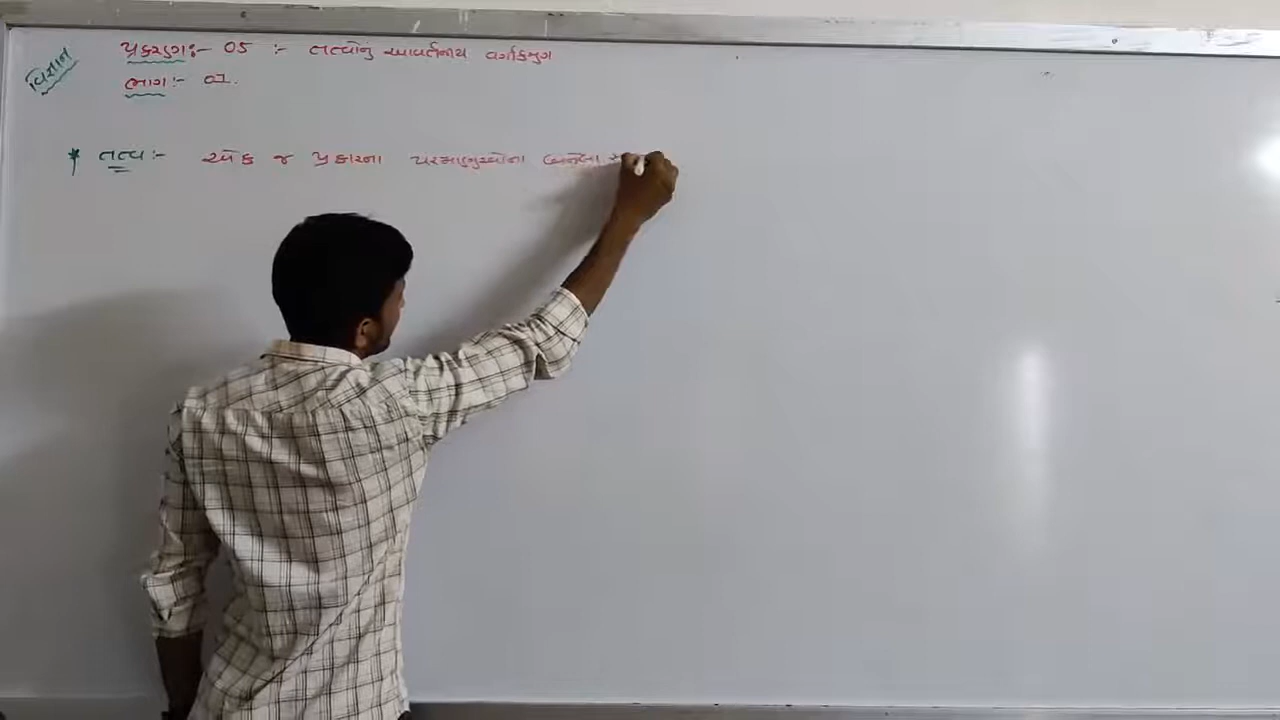 વિજ્ઞાન
પ્રકરણ:- 05 :- તત્વોનું આવર્તનીય વર્ગીકરણ
ભાગ:- 01.
* તત્વ:- એક જ પ્રકારના પરમાણુઓના બનેલા